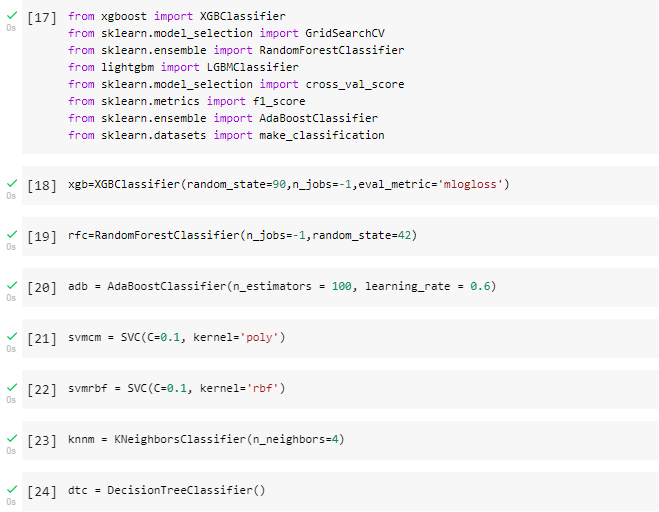 [17] from xgboost import XGBClassifier
from sklearn.model_selection import GridSearchCV
from sklearn.ensemble import RandomForestClassifier
from lightgbm import LGBMClassifier
from sklearn.model_selection import cross_val_score
from sklearn.metrics import f1_score
from sklearn.ensemble import AdaBoostClassifier
from sklearn.datasets import make_classification
0s
[18] xgb=XGBClassifier(random_state=90,n_jobs=-1,eval_metric='mlogloss')
0s
[19] rfc=RandomForestClassifier(n_jobs=-1,random_state=42)
0s
[20] adb = AdaBoostClassifier(n_estimators = 100, learning_rate = 0.6)
0s
[21] svmcm = SVC(C=0.1, kernel='poly')
0s
[22] svmrbf = SVC(C=0.1, kernel='rbf')
0s
[23] knnm = KNeighborsClassifier(n_neighbors=4)
0s
[24] dtc = DecisionTreeClassifier()
0s